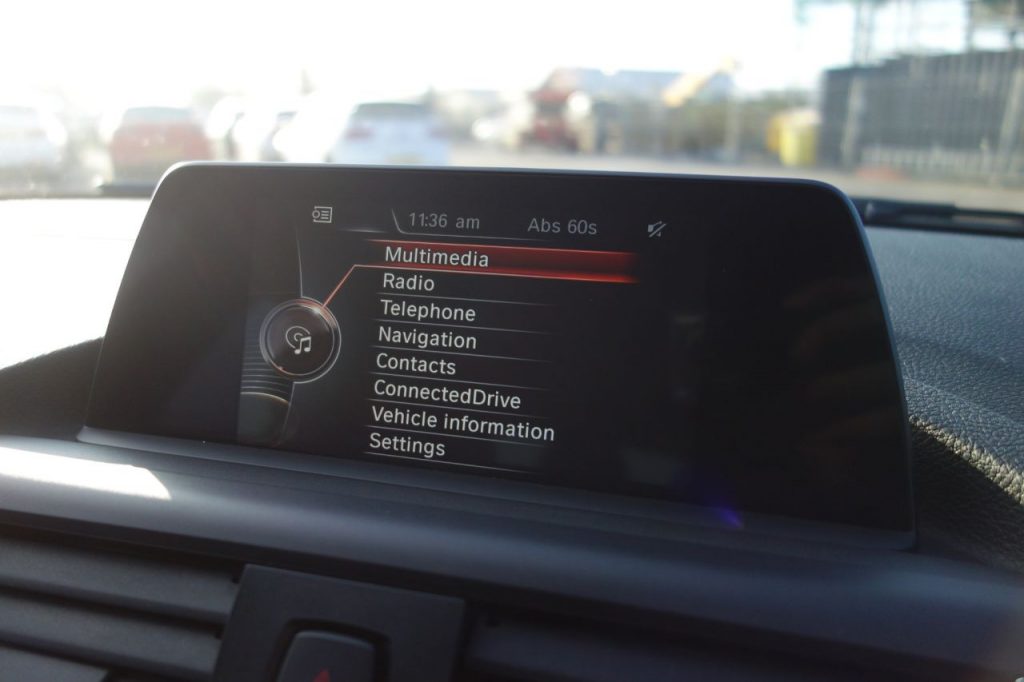 11:36 am Abs 60s
Multimedia
Radio
Telephone
Navigation
Contacts
ConnectedDrive
Vehicle information
Settings